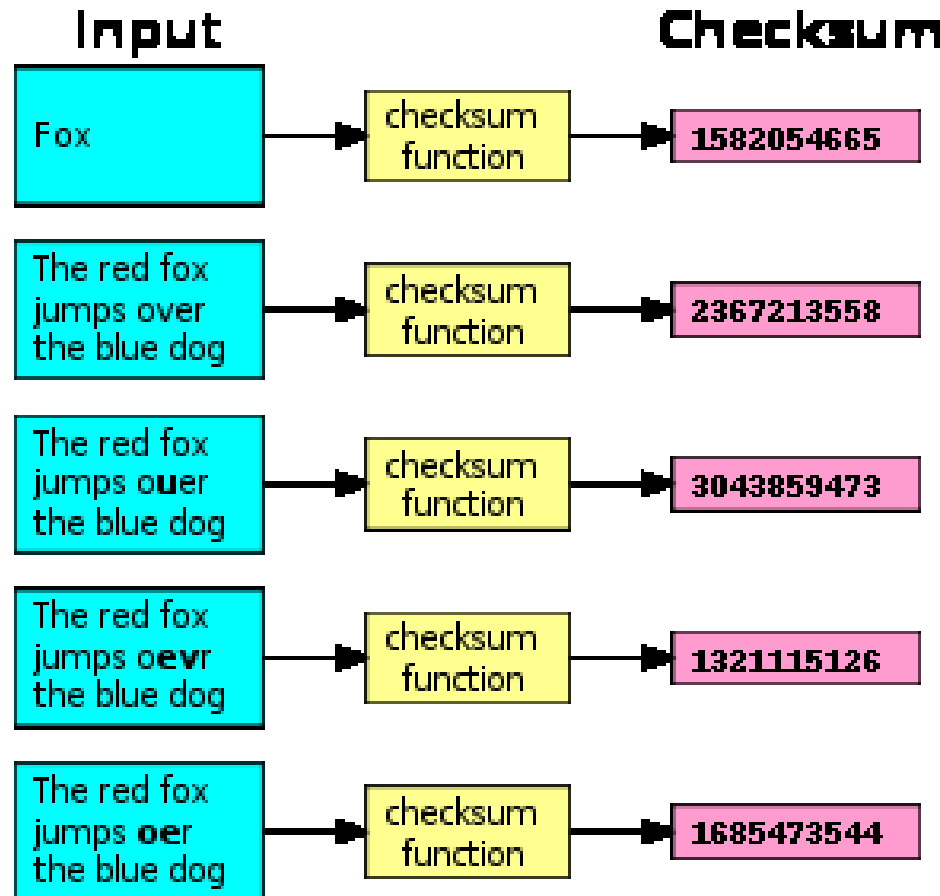 Input
Checksum
Fox
checksum
function
1582054665
The red fox
jumps over
the blue dog
checksum
function
2367213558
The red fox
jumps ouer
the blue dog
checksum
function
3043859473
The red fox
jumps oevr
the blue dog
checksum
function
1321115126
The red fox
jumps oer
the blue dog
checksum
function
1685473544